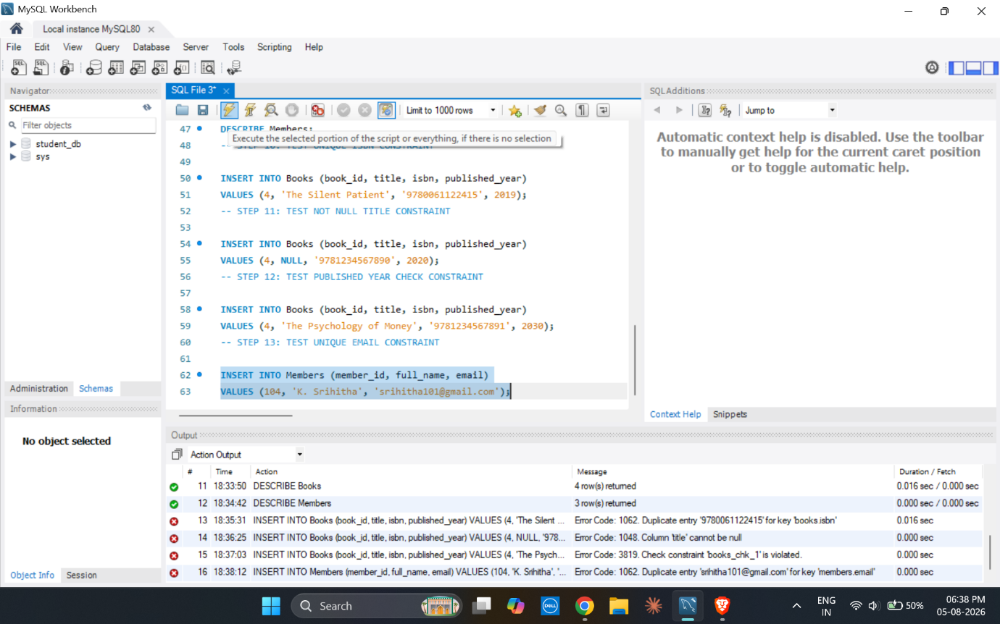 MySQL Workbench
Local instance MySQL80
File Edit View Query Database Server Tools Scripting Help
Navigator
SCHEMAS
Filter objects
student_db
sys
Administration Schemas
Information
No object selected
Object Info Session
SQL File 3*
Limit to 1000 rows
47 DESCRIBE Members;
Execute the selected portion of the script or everything, if there is no selection
48 -- STEP 10: TEST UNIQUE ISBN CONSTRAINT
49
50 INSERT INTO Books (book_id, title, isbn, published_year)
51 VALUES (4, 'The Silent Patient', '9780061122415', 2019);
52 -- STEP 11: TEST NOT NULL TITLE CONSTRAINT
53
54 INSERT INTO Books (book_id, title, isbn, published_year)
55 VALUES (4, NULL, '9781234567890', 2020);
56 -- STEP 12: TEST PUBLISHED YEAR CHECK CONSTRAINT
57
58 INSERT INTO Books (book_id, title, isbn, published_year)
59 VALUES (4, 'The Psychology of Money', '9781234567891', 2030);
60 -- STEP 13: TEST UNIQUE EMAIL CONSTRAINT
61
62 INSERT INTO Members (member_id, full_name, email)
63 VALUES (104, 'K. Srihitha', 'srihitha101@gmail.com');
SQLAdditions
Jump to
Automatic context help is disabled. Use the toolbar
to manually get help for the current caret position
or to toggle automatic help.
Context Help Snippets
Output
Action Output
# Time Action Message Duration / Fetch
11 18:33:50 DESCRIBE Books 4 row(s) returned 0.016 sec / 0.000 sec
12 18:34:42 DESCRIBE Members 3 row(s) returned 0.000 sec / 0.000 sec
13 18:35:31 INSERT INTO Books (book_id, title, isbn, published_year) VALUES (4, 'The Silent ... Error Code: 1062. Duplicate entry '9780061122415' for key 'books.isbn' 0.016 sec
14 18:36:25 INSERT INTO Books (book_id, title, isbn, published_year) VALUES (4, NULL, '978... Error Code: 1048. Column 'title' cannot be null 0.000 sec
15 18:37:03 INSERT INTO Books (book_id, title, isbn, published_year) VALUES (4, 'The Psych... Error Code: 3819. Check constraint 'books_chk_1' is violated. 0.000 sec
16 18:38:12 INSERT INTO Members (member_id, full_name, email) VALUES (104, 'K. Srihitha', '... Error Code: 1062. Duplicate entry 'srihitha101@gmail.com' for key 'members.email' 0.000 sec
Search
DELL
ENG
IN
50%
06:38 PM
05-08-2026